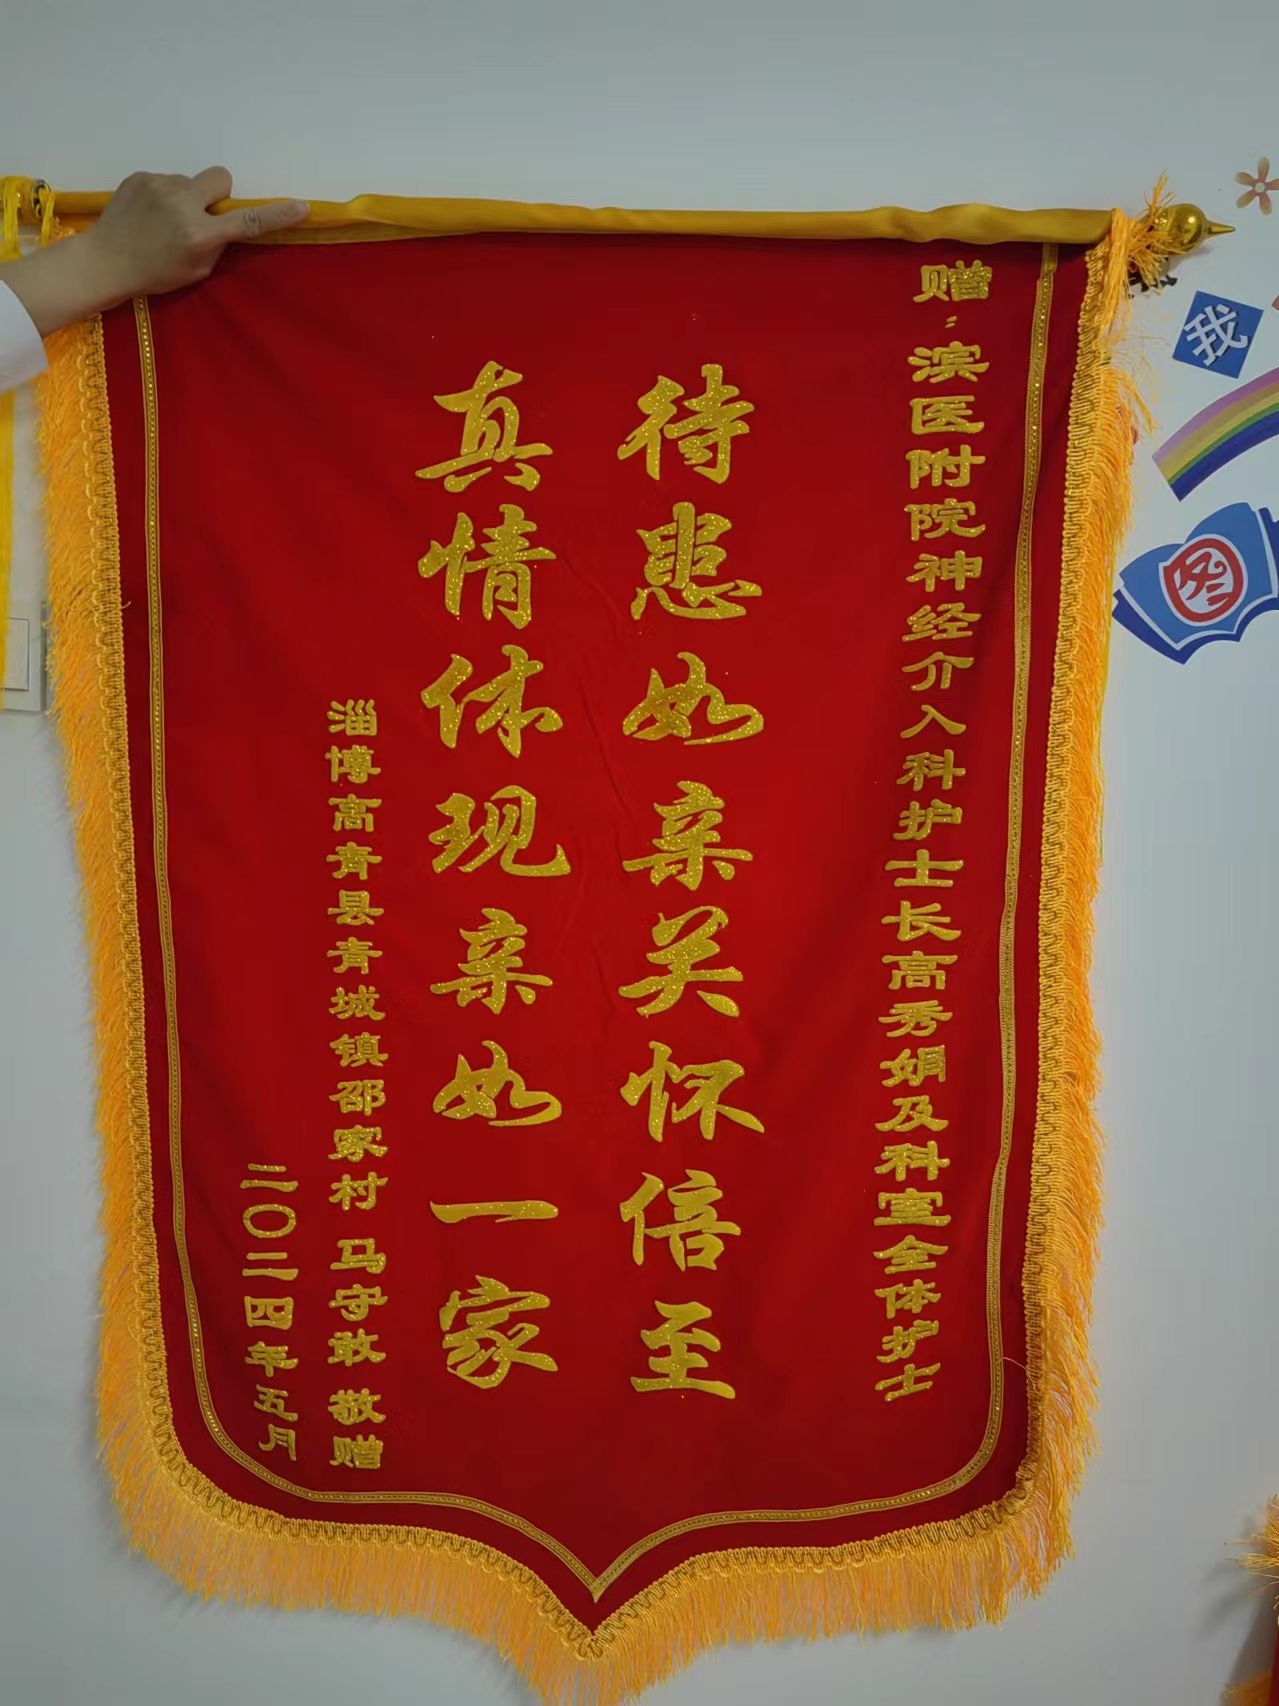 赠：滨医附院神经介入科护士长高秀娟及科室全体护士
待患如亲关怀倍至
真情体现亲如一家
淄博高青县青城镇邵家村 马守敢 敬赠
二〇二四年五月
我